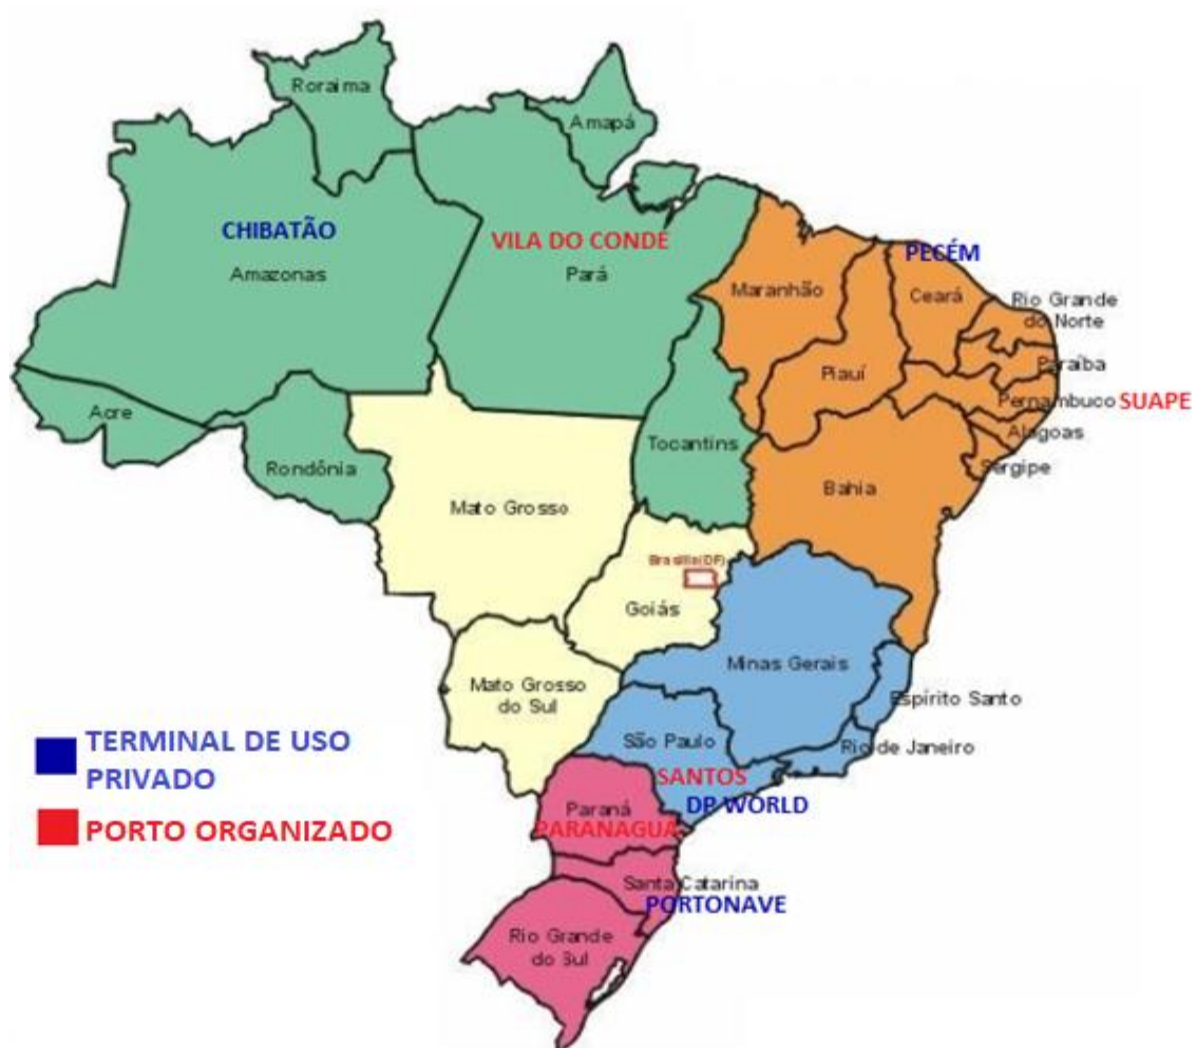 Roraima
Amapá
CHIBATÃO
Amazonas
VILA DO CONDE
Pará
PECÉM
Maranhão
Ceará
Rio Grande
do Norte
Piauí
Paraíba
Pernambuco SUAPE
Acre
Alagoas
Tocantins
Sergipe
Rondônia
Bahia
Mato Grosso
Brasília(DF)
Goiás
Minas Gerais
Mato Grosso
do Sul
Espírito Santo
São Paulo
Rio de Janeiro
SANTOS
DP WORLD
TERMINAL DE USO
PRIVADO
PORTO ORGANIZADO
Paraná
PARANAGUA
Santa Catarina
PORTONAVE
Rio Grande
do Sul